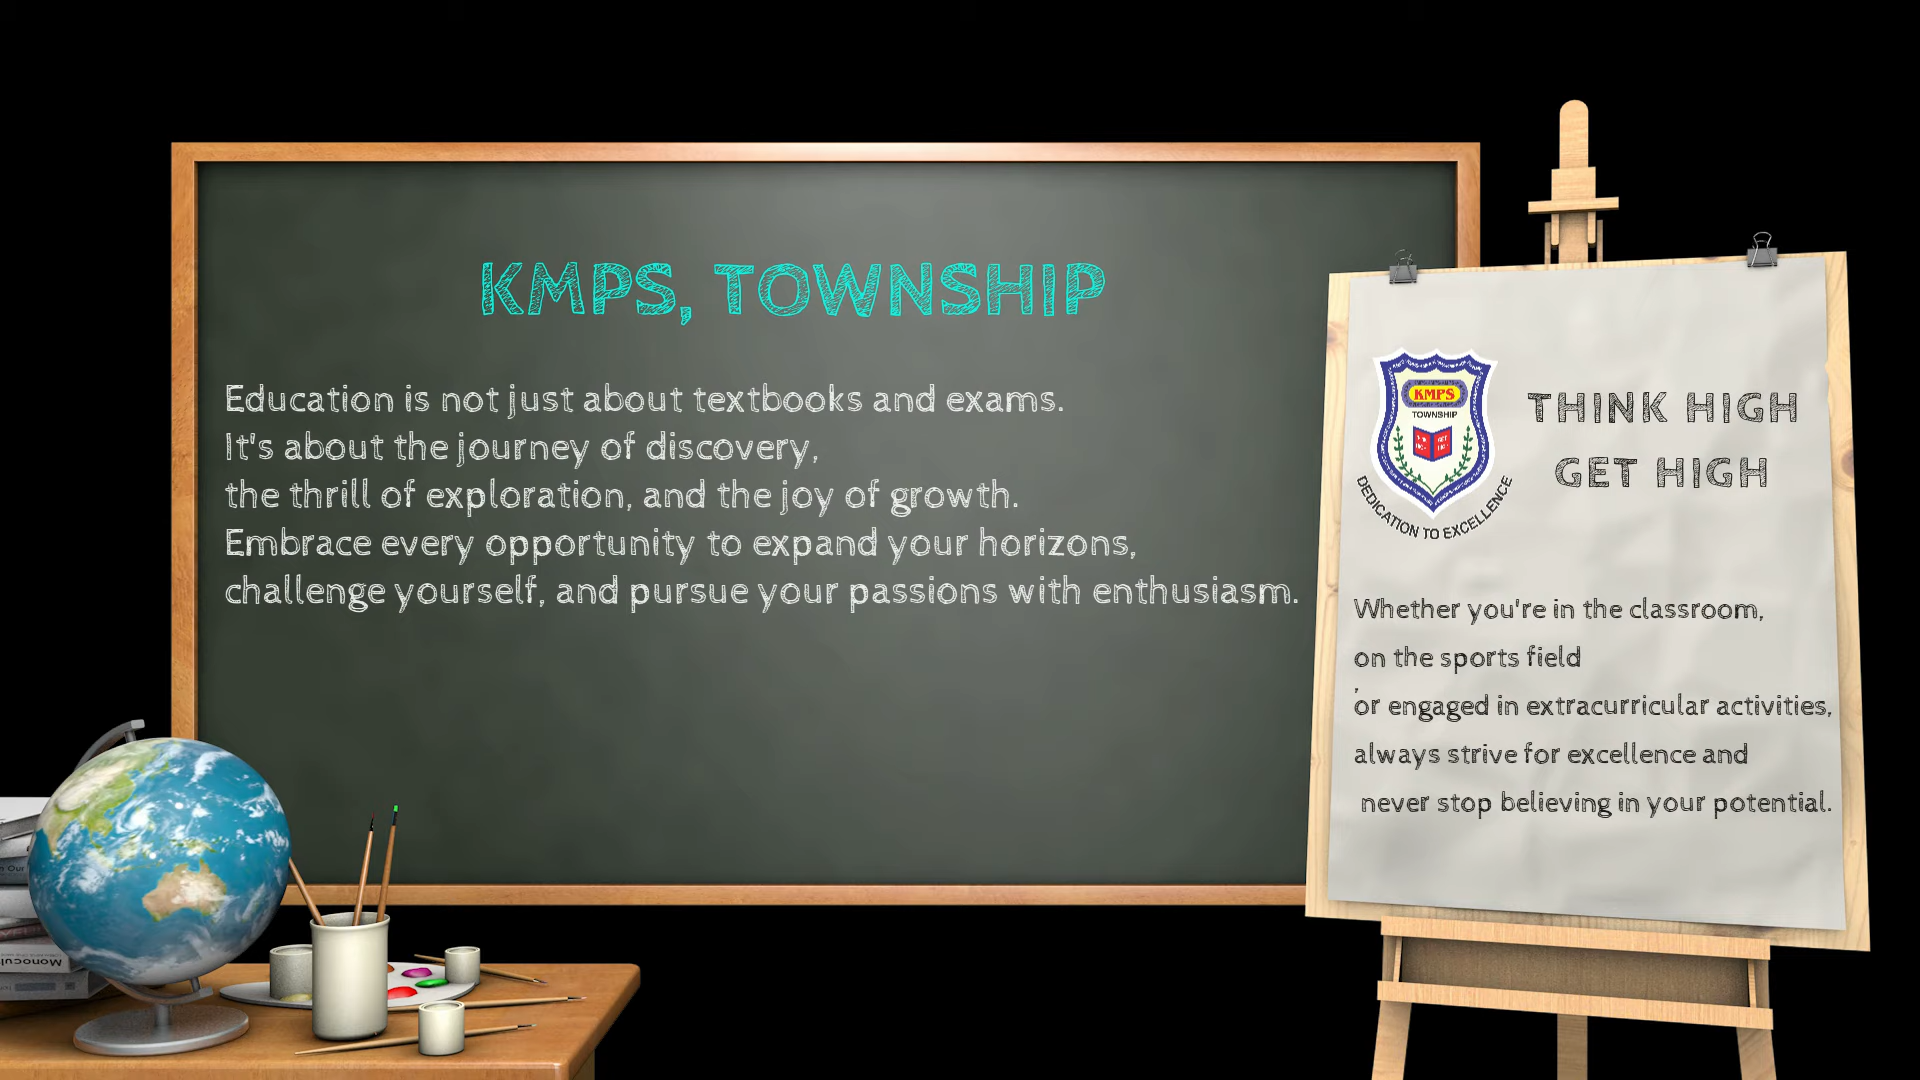 KMPS, TOWNSHIP
Education is not just about textbooks and exams.
It's about the journey of discovery,
the thrill of exploration, and the joy of growth.
Embrace every opportunity to expand your horizons,
challenge yourself, and pursue your passions with enthusiasm.
KMPS
TOWNSHIP
DEDICATION TO EXCELLENCE
THINK HIGH
GET HIGH
Whether you're in the classroom,
on the sports field
,
or engaged in extracurricular activities,
always strive for excellence and
never stop believing in your potential.
Monocul